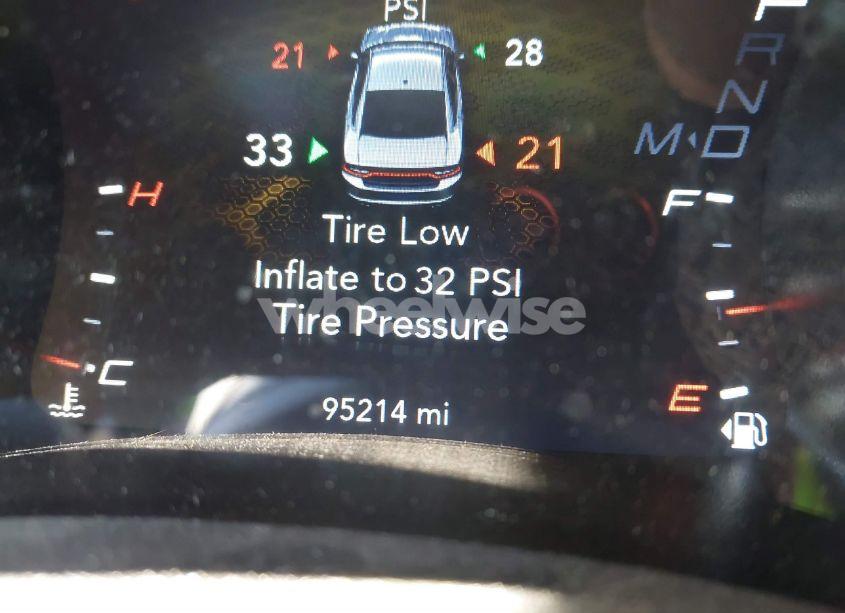 PSI
P
21 28
R
N
33 21
M D
H
F
Tire Low
Inflate to 32 PSI
wheelwise
Tire Pressure
C
E
95214 mi